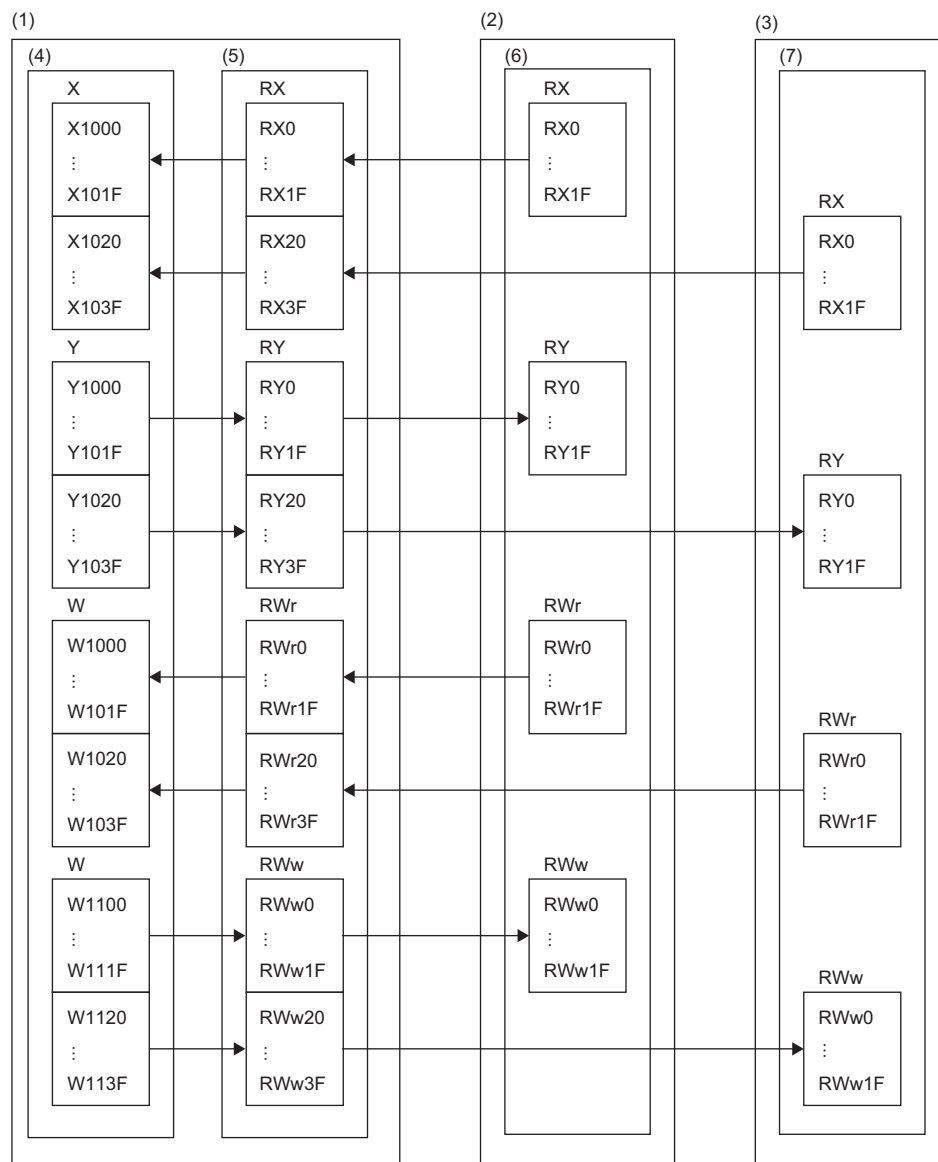 (1)
(2)
(3)
(4)
(5)
(6)
(7)
X
X1000
⋮
X101F
X1020
⋮
X103F
Y
Y1000
⋮
Y101F
Y1020
⋮
Y103F
W
W1000
⋮
W101F
W1020
⋮
W103F
W
W1100
⋮
W111F
W1120
⋮
W113F
RX
RX0
⋮
RX1F
RX20
⋮
RX3F
RY
RY0
⋮
RY1F
RY20
⋮
RY3F
RWr
RWr0
⋮
RWr1F
RWr20
⋮
RWr3F
RWw
RWw0
⋮
RWw1F
RWw20
⋮
RWw3F
RX
RX0
⋮
RX1F
RY
RY0
⋮
RY1F
RWr
RWr0
⋮
RWr1F
RWw
RWw0
⋮
RWw1F
RX
RX0
⋮
RX1F
RY
RY0
⋮
RY1F
RWr
RWr0
⋮
RWr1F
RWw
RWw0
⋮
RWw1F